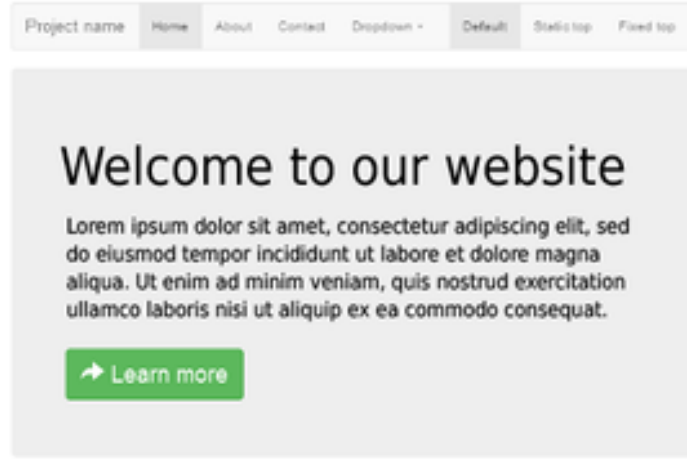 Project name Home About Contact Dropdown Default Static top Fixed top
Welcome to our website
Lorem ipsum dolor sit amet, consectetur adipiscing elit, sed
do eiusmod tempor incididunt ut labore et dolore magna
aliqua. Ut enim ad minim veniam, quis nostrud exercitation
ullamco laboris nisi ut aliquip ex ea commodo consequat.
Learn more